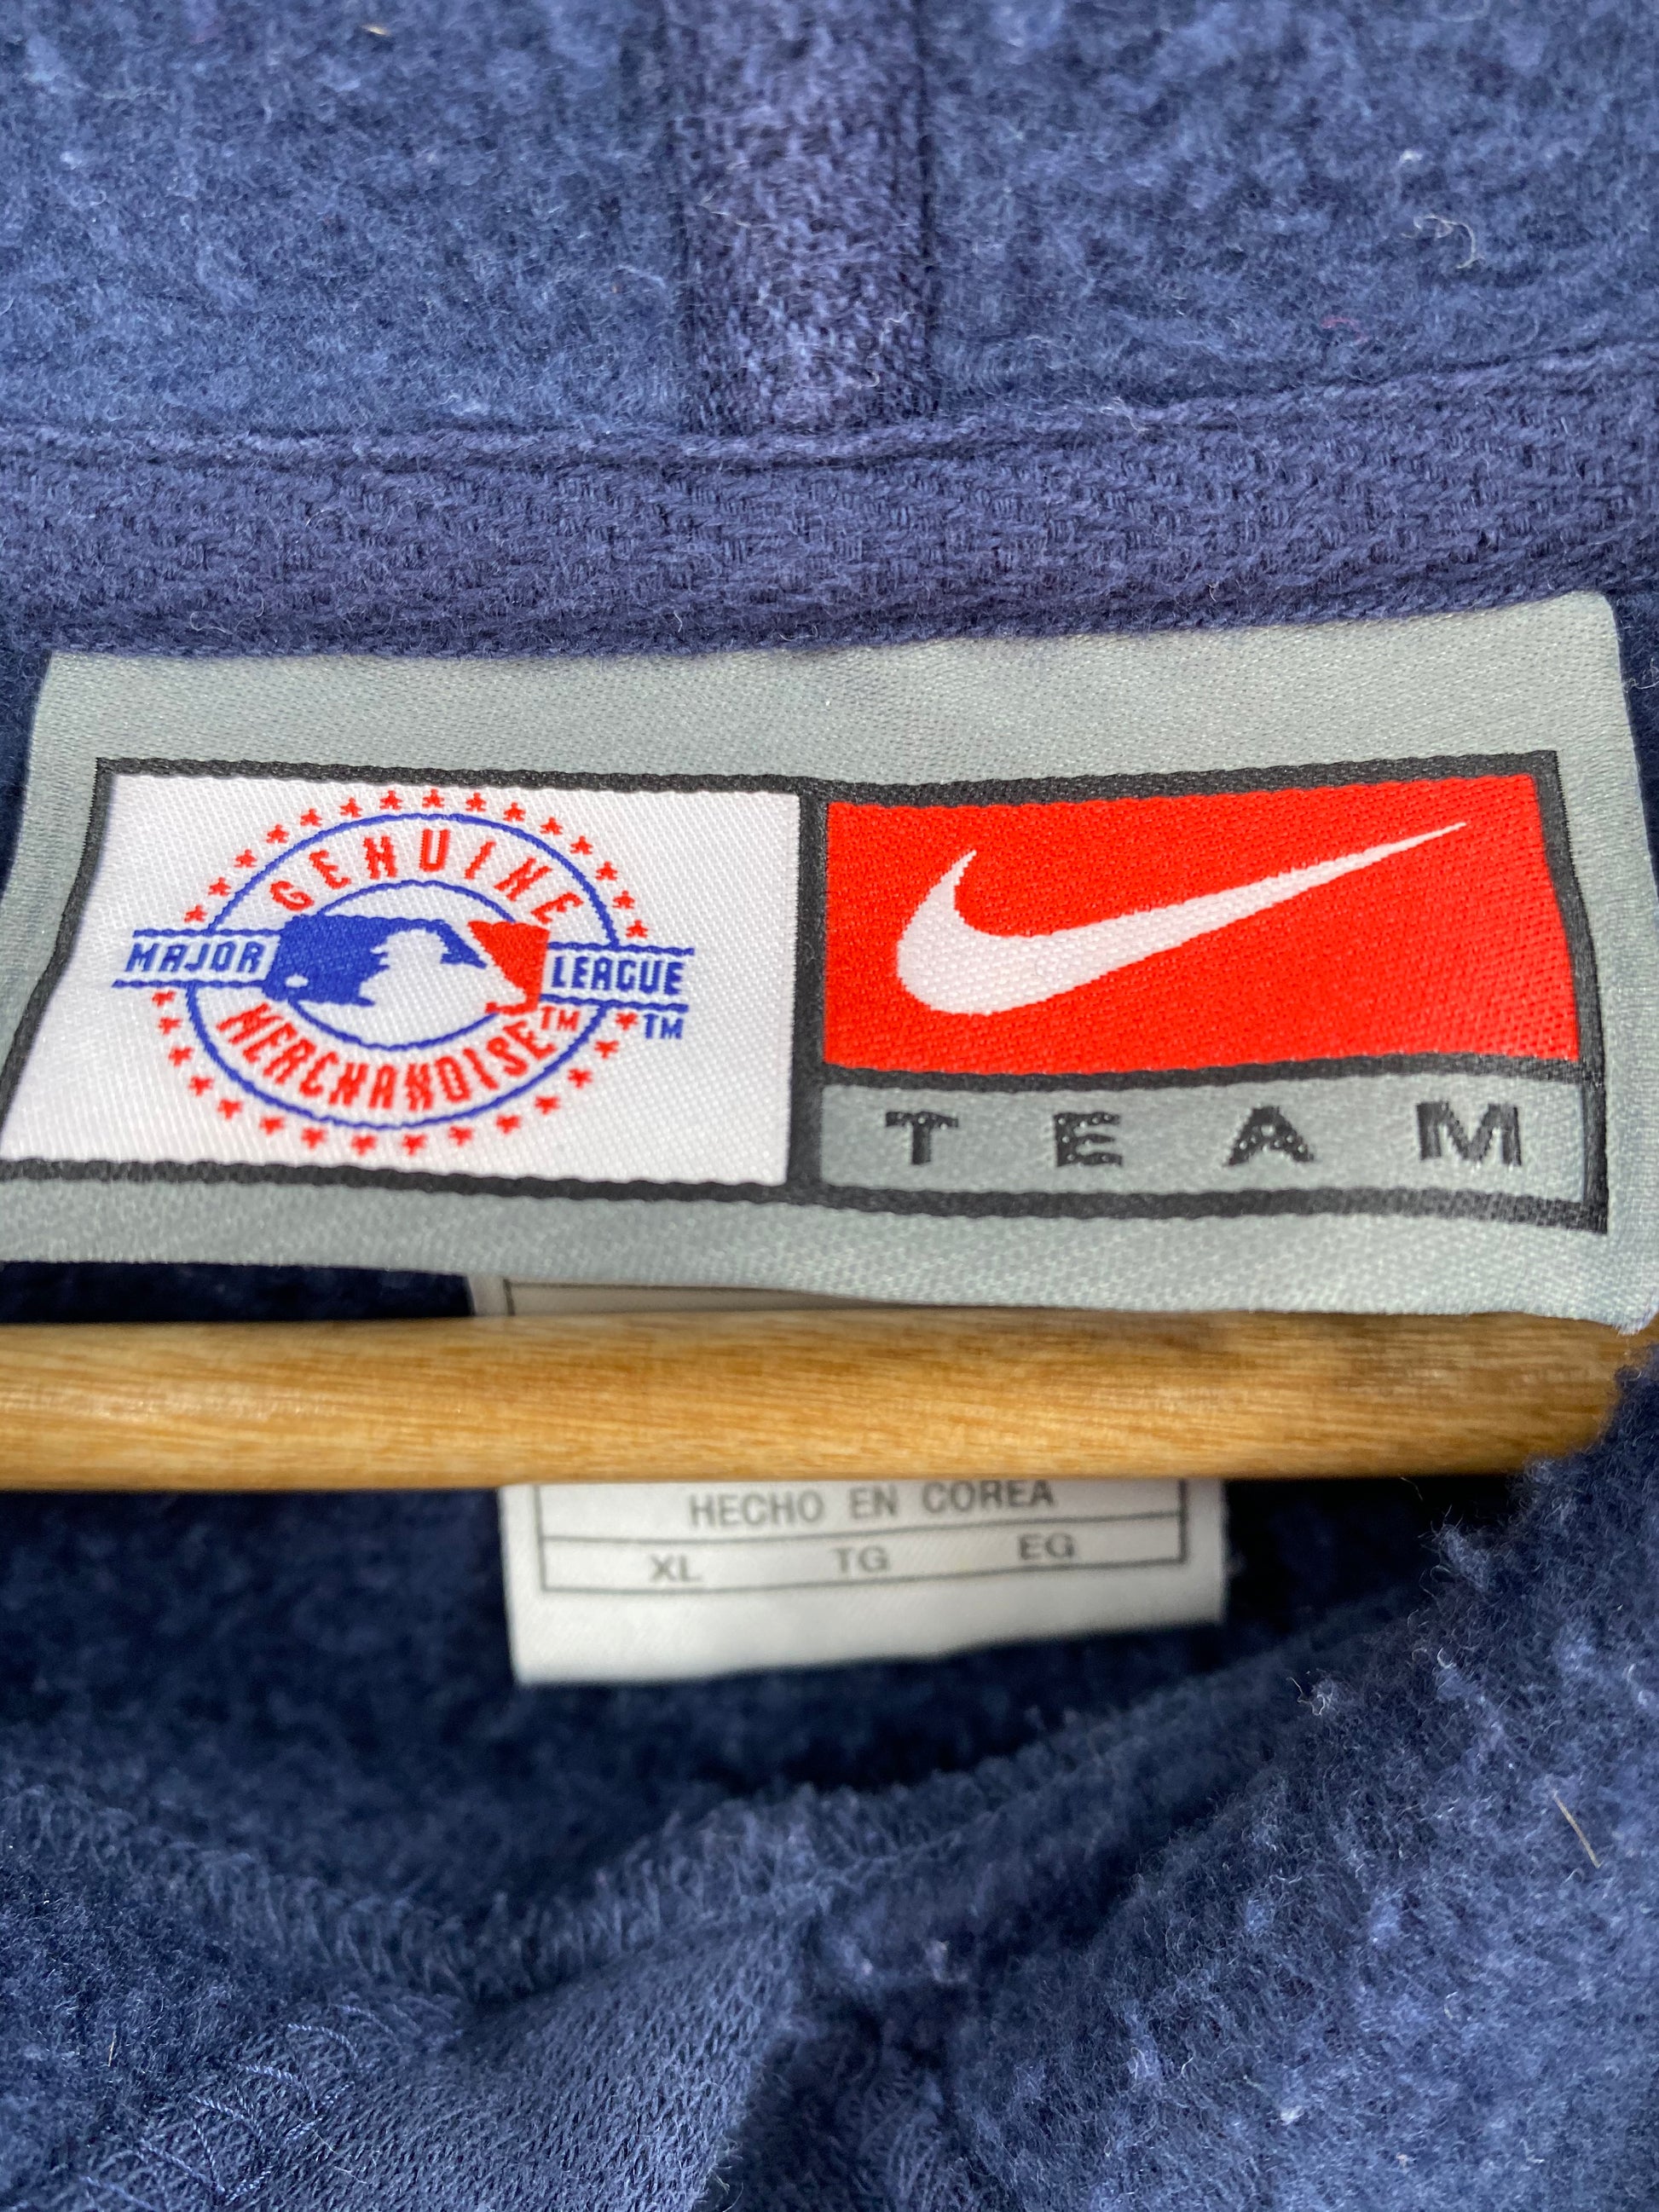 GENUINE
MAJOR LEAGUE
MERCHANDISE™
™
TEAM
HECHO EN COREA
XL TG EG